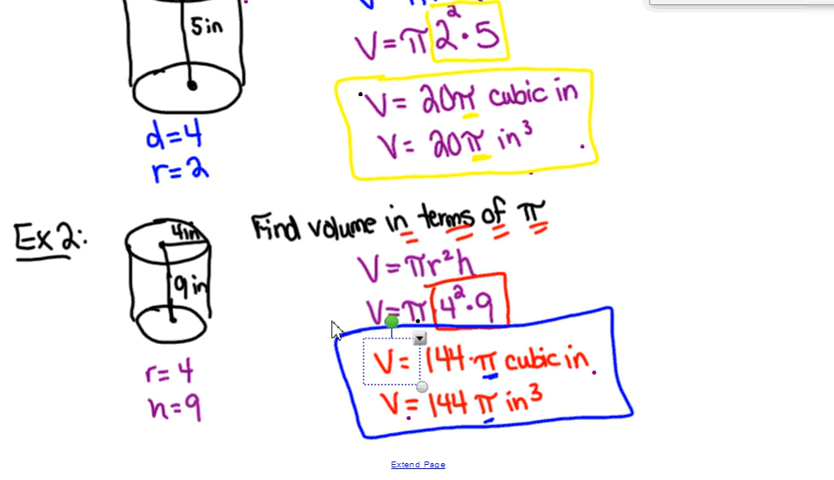 5in
V=π2²·5
V= 20π cubic in
V= 20π in³
d=4
r=2
Ex2:
4in
9in
r=4
h=9
Find volume in terms of π
V=πr²h
V=π4²·9
V= 144·π cubic in.
V= 144 π in³
Extend Page